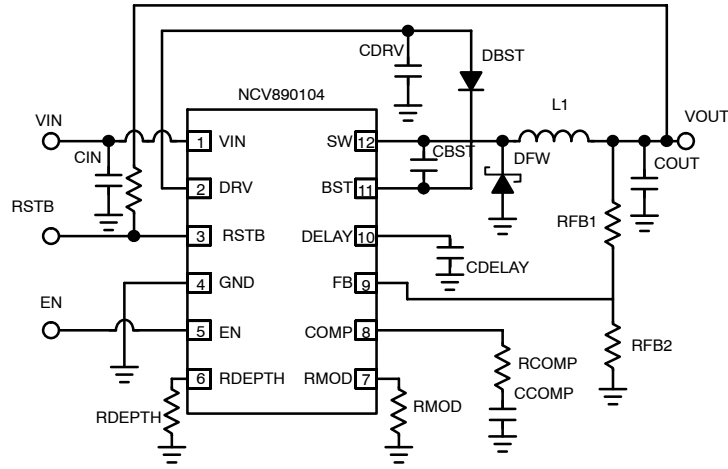 CDRV
DBST
NCV890104
L1
VIN
VOUT
1 VIN
SW 12
CIN
CBST
DFW
COUT
2 DRV
BST 11
RSTB
RFB1
3 RSTB
DELAY 10
CDELAY
4 GND
FB 9
EN
5 EN
COMP 8
RFB2
RCOMP
6 RDEPTH
RMOD 7
CCOMP
RDEPTH
RMOD